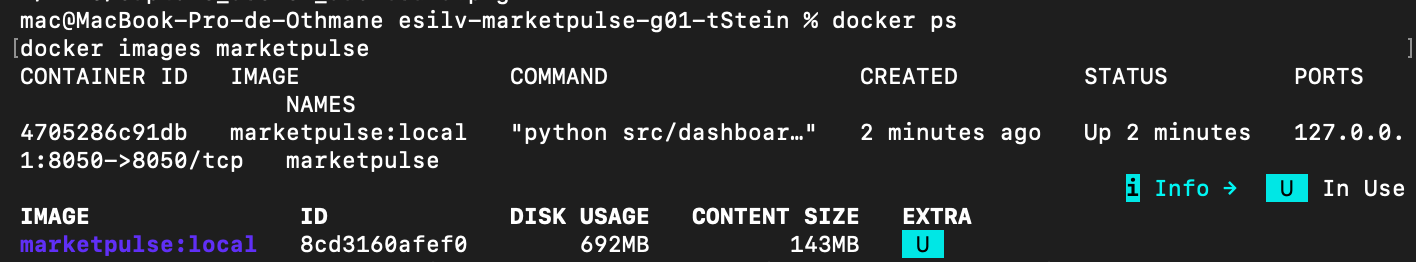 mac@MacBook-Pro-de-Othmane esilv-marketpulse-g01-tStein % docker ps
[docker images marketpulse ]
CONTAINER ID IMAGE COMMAND CREATED STATUS PORTS
NAMES
4705286c91db marketpulse:local "python src/dashboar…" 2 minutes ago Up 2 minutes 127.0.0.
1:8050->8050/tcp marketpulse
i Info → U In Use
IMAGE ID DISK USAGE CONTENT SIZE EXTRA
marketpulse:local 8cd3160afef0 692MB 143MB U